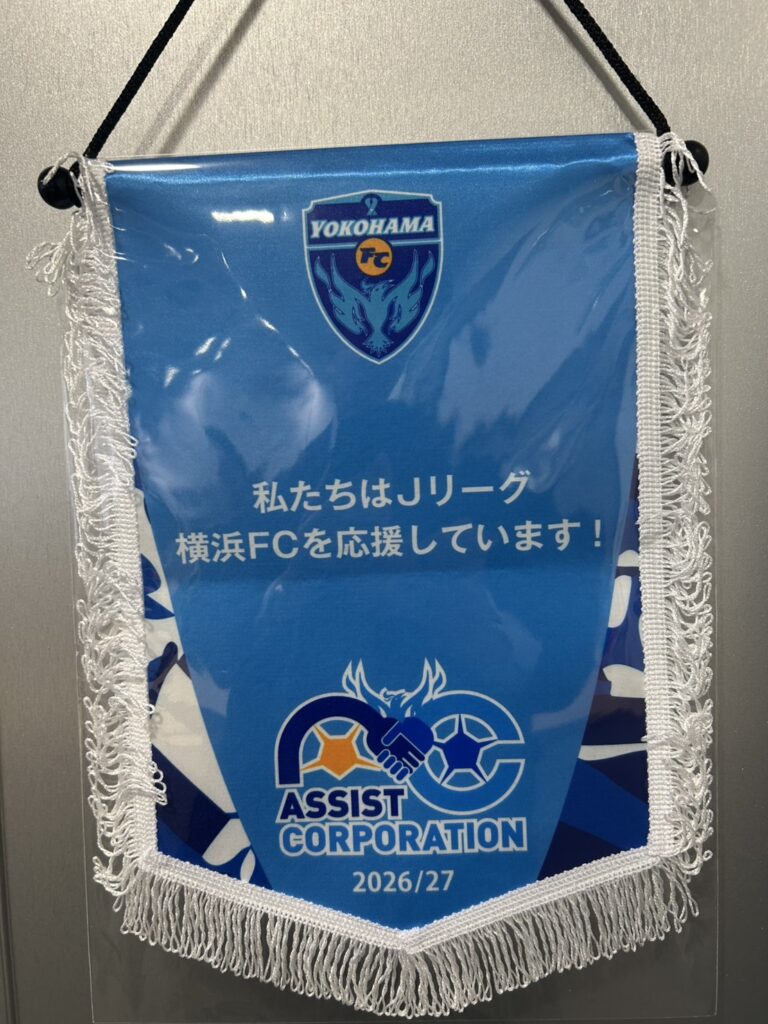 YOKOHAMA
FC
私たちはJリーグ
横浜FCを応援しています！
ASSIST
CORPORATION
2026/27